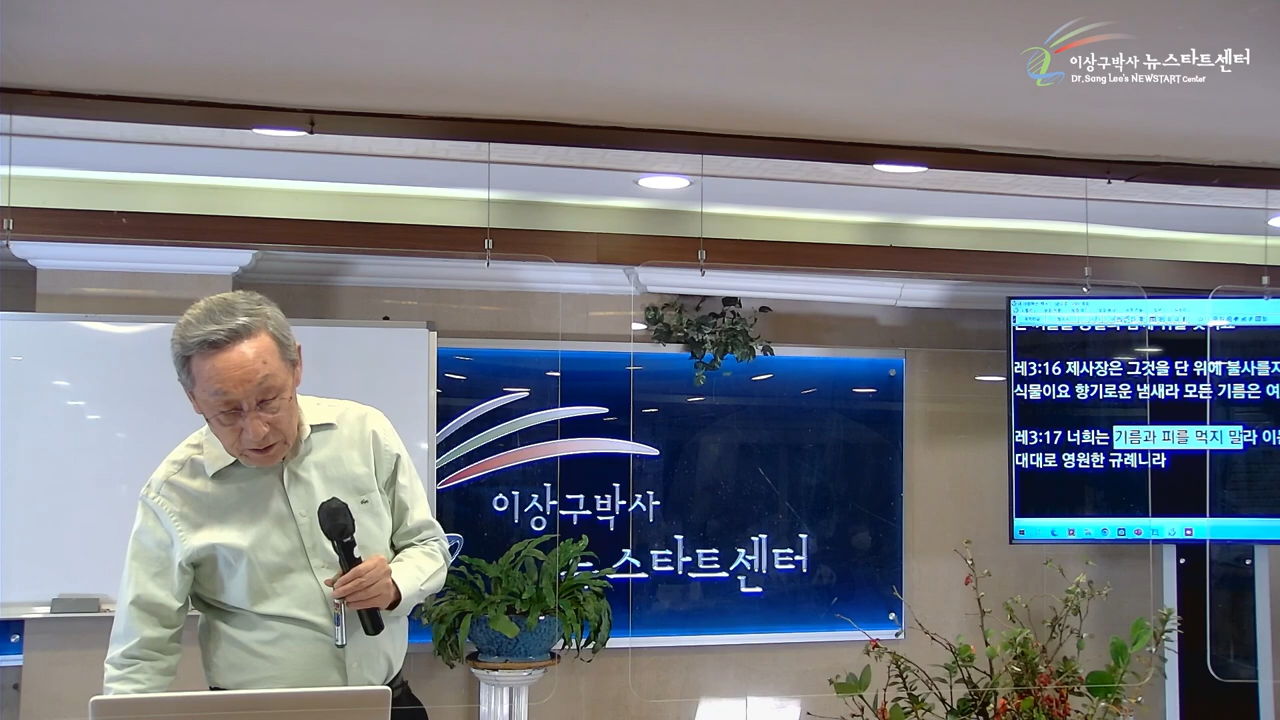 이상구박사 뉴스타트센터
Dr. Sang Lee's NEWSTART Center
이상구박사
뉴스타트센터
레3:16 제사장은 그것을 단 위에 불사를지
식물이요 향기로운 냄새라 모든 기름은 여
레3:17 너희는 기름과 피를 먹지 말라
대대로 영원한 규례니라